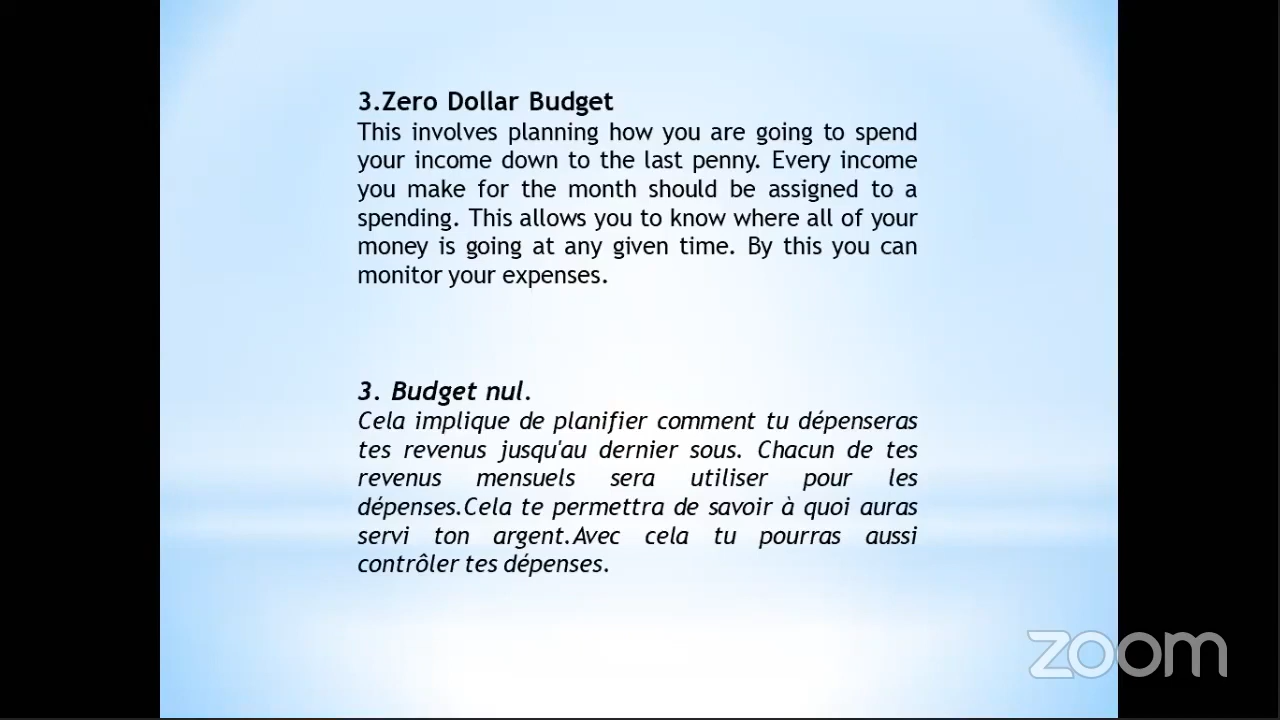 3.Zero Dollar Budget
This involves planning how you are going to spend
your income down to the last penny. Every income
you make for the month should be assigned to a
spending. This allows you to know where all of your
money is going at any given time. By this you can
monitor your expenses.
3. Budget nul.
Cela implique de planifier comment tu dépenseras
tes revenus jusqu'au dernier sous. Chacun de tes
revenus mensuels sera utiliser pour les
dépenses.Cela te permettra de savoir à quoi auras
servi ton argent.Avec cela tu pourras aussi
contrôler tes dépenses.
zoom